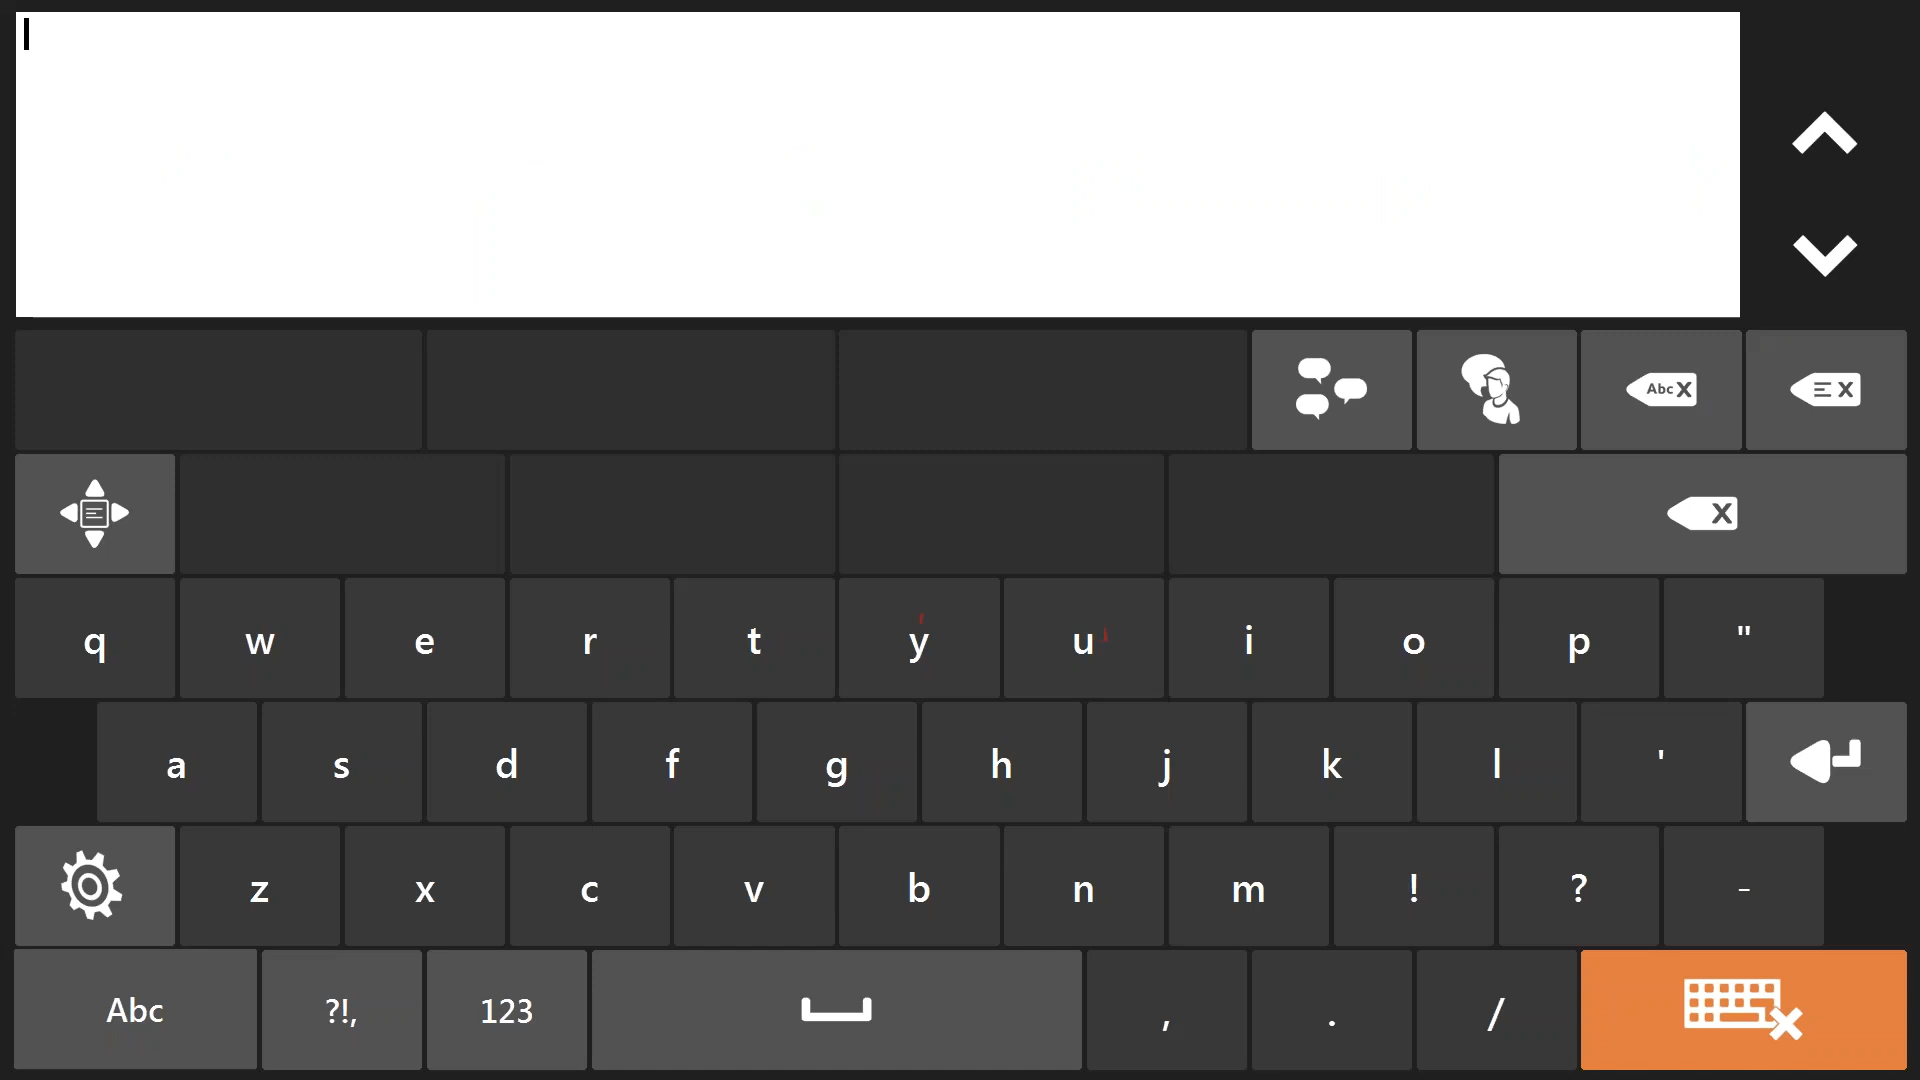 Abc X
X
X
q w e r t y u i o p "
a s d f g h j k l '
z x c v b n m ! ? -
Abc ?!, 123 , . /